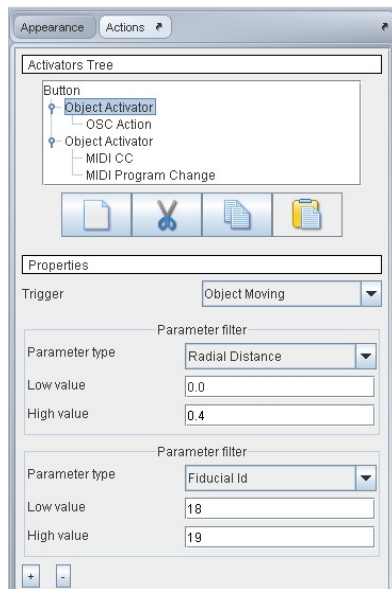 Appearance Actions
Activators Tree
Button
Object Activator
OSC Action
Object Activator
MIDI CC
MIDI Program Change
Properties
Trigger Object Moving
Parameter filter
Parameter type Radial Distance
Low value 0.0
High value 0.4
Parameter filter
Parameter type Fiducial Id
Low value 18
High value 19
+ -